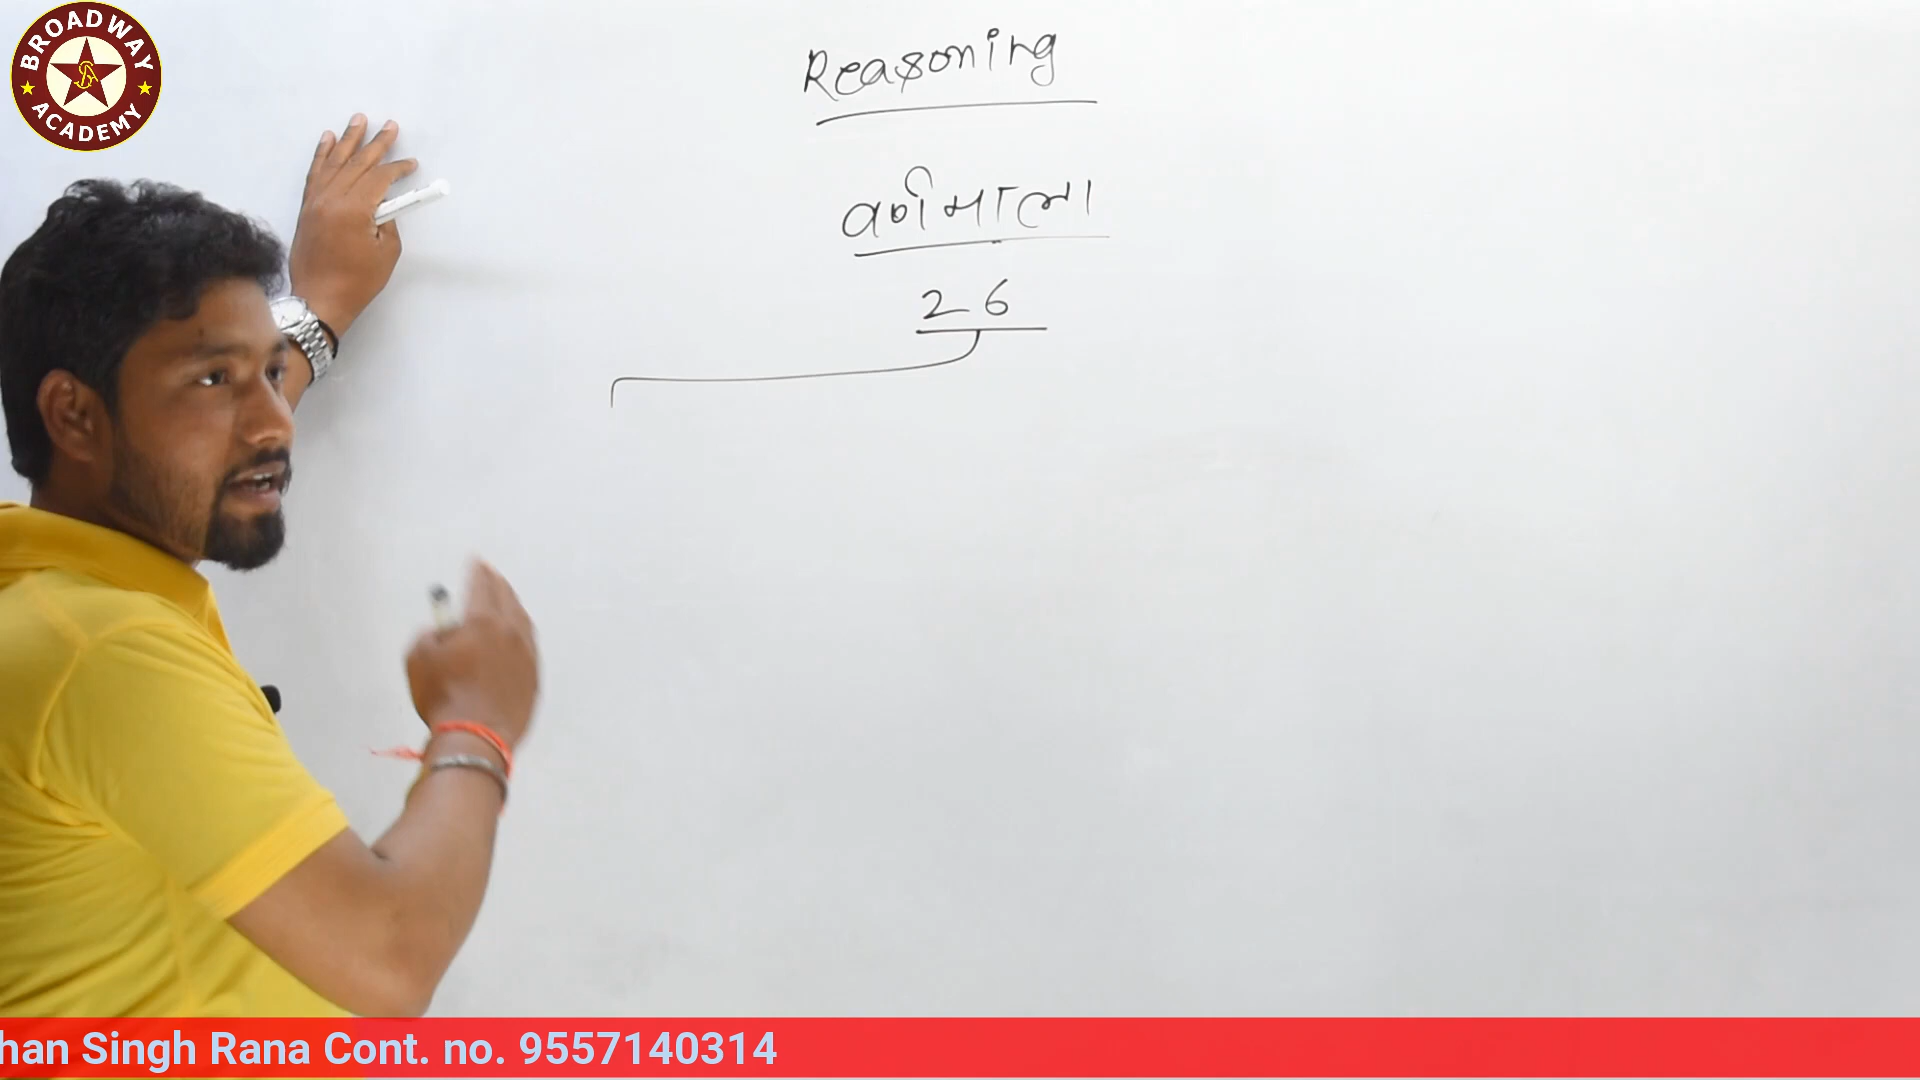 BROADWAY
ACADEMY
Reasoning
वर्णमाला
26
han Singh Rana Cont. no. 9557140314